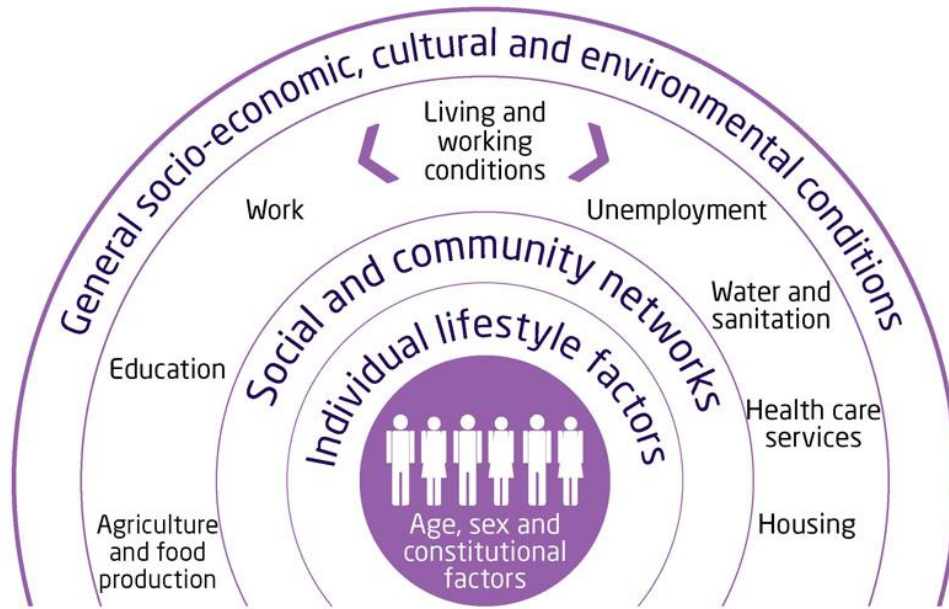 General socio-economic, cultural and environmental conditions
Living and
working
conditions
Work
Unemployment
Social and community networks
Water and
sanitation
Individual lifestyle factors
Education
Health care
services
Agriculture
and food
production
Housing
Age, sex and
constitutional
factors